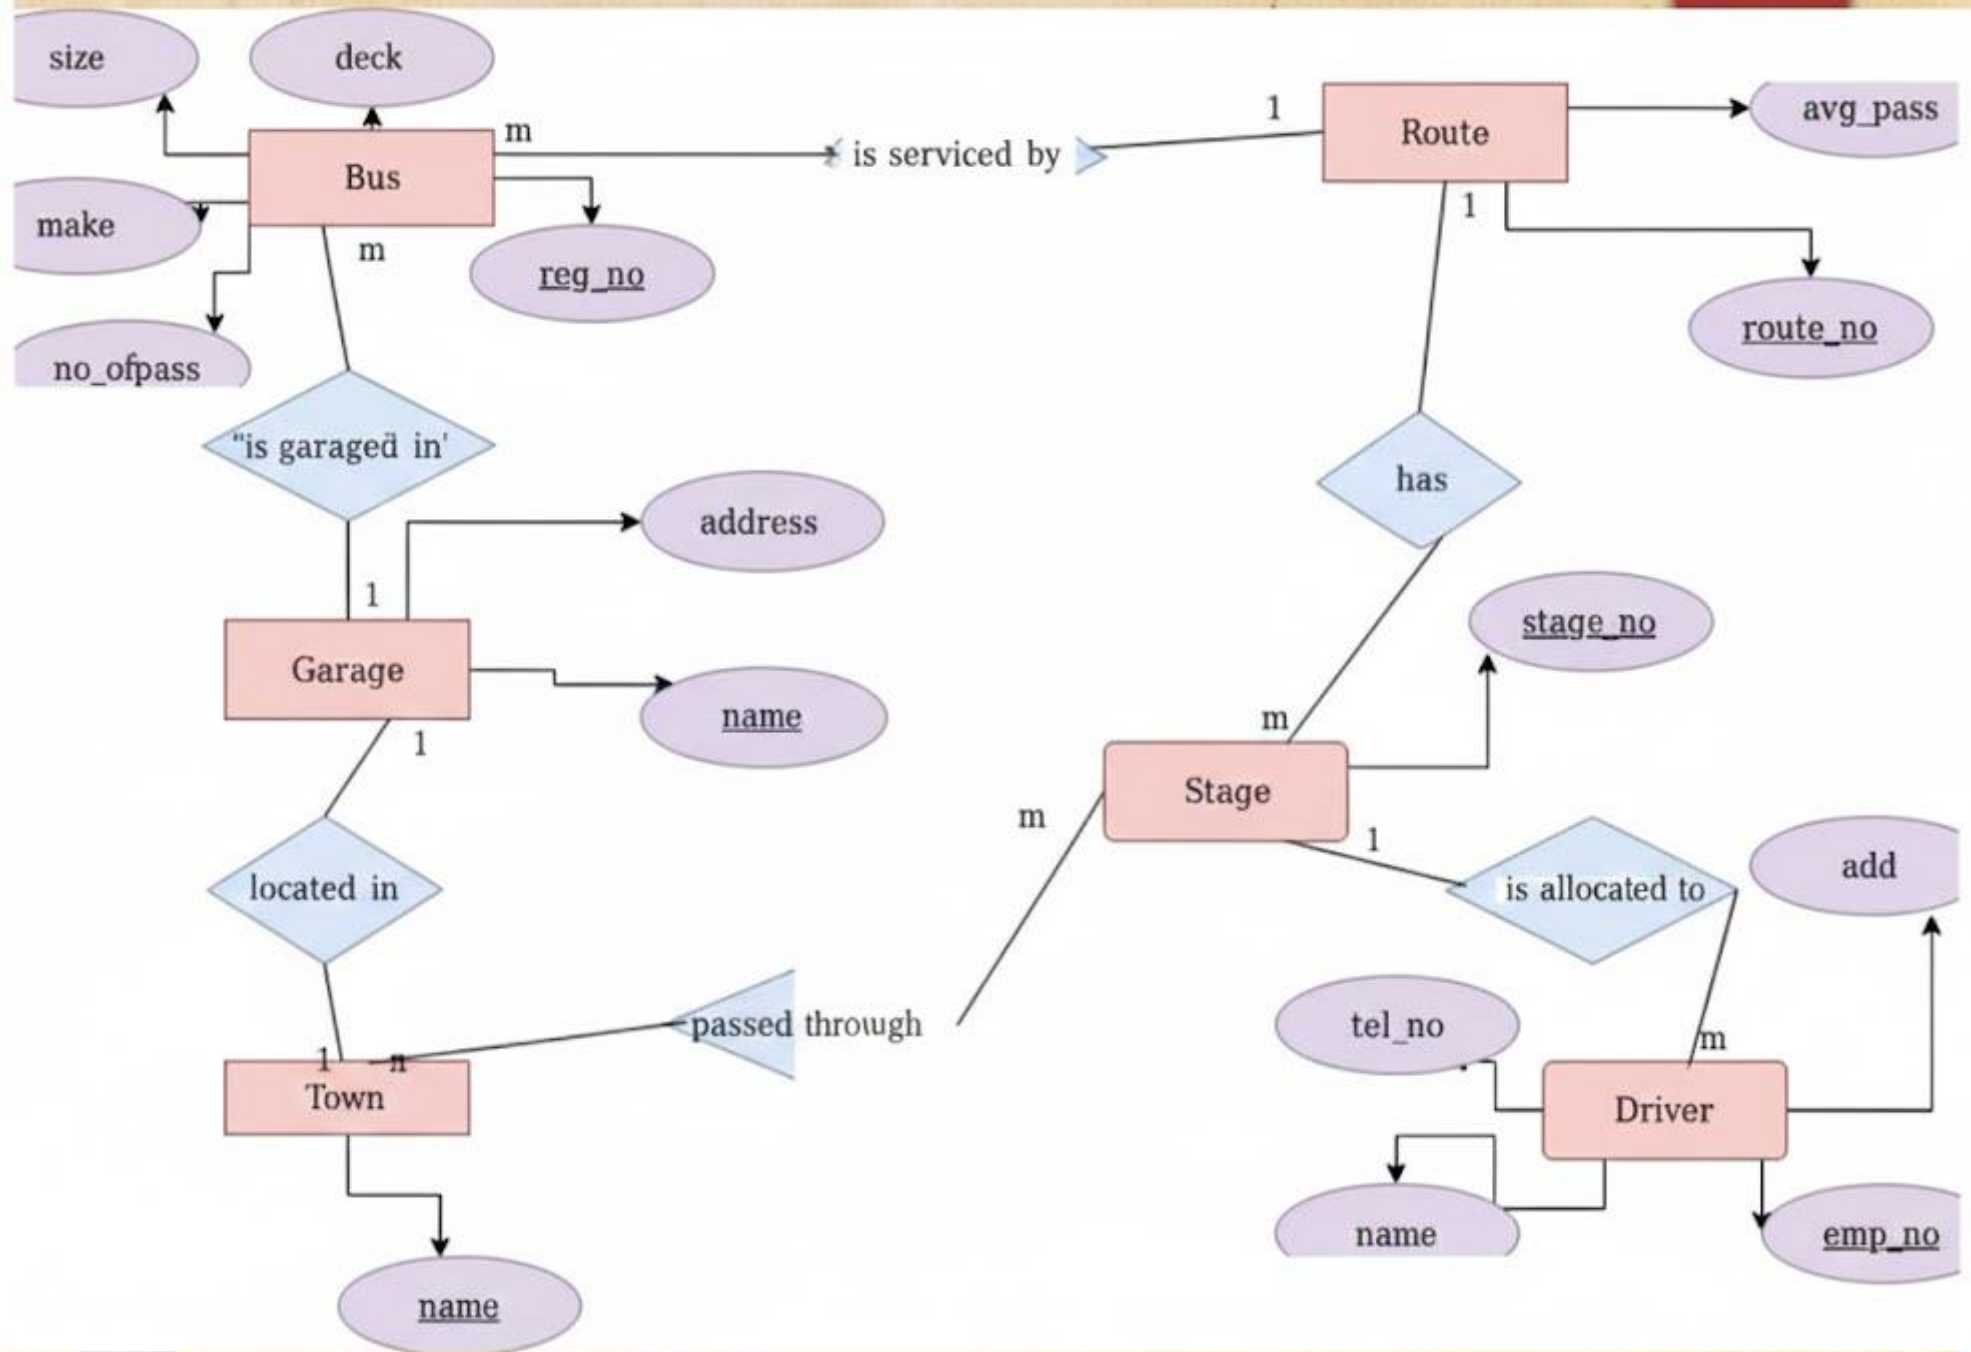 size
deck
m
1
Route
avg_pass
is serviced by
Bus
make
m
reg_no
1
route_no
no_ofpass
"is garaged in'
has
address
1
stage_no
Garage
name
m
1
Stage
m
1
add
located in
is allocated to
passed through
tel_no
m
1
n
Town
Driver
name
emp_no
name